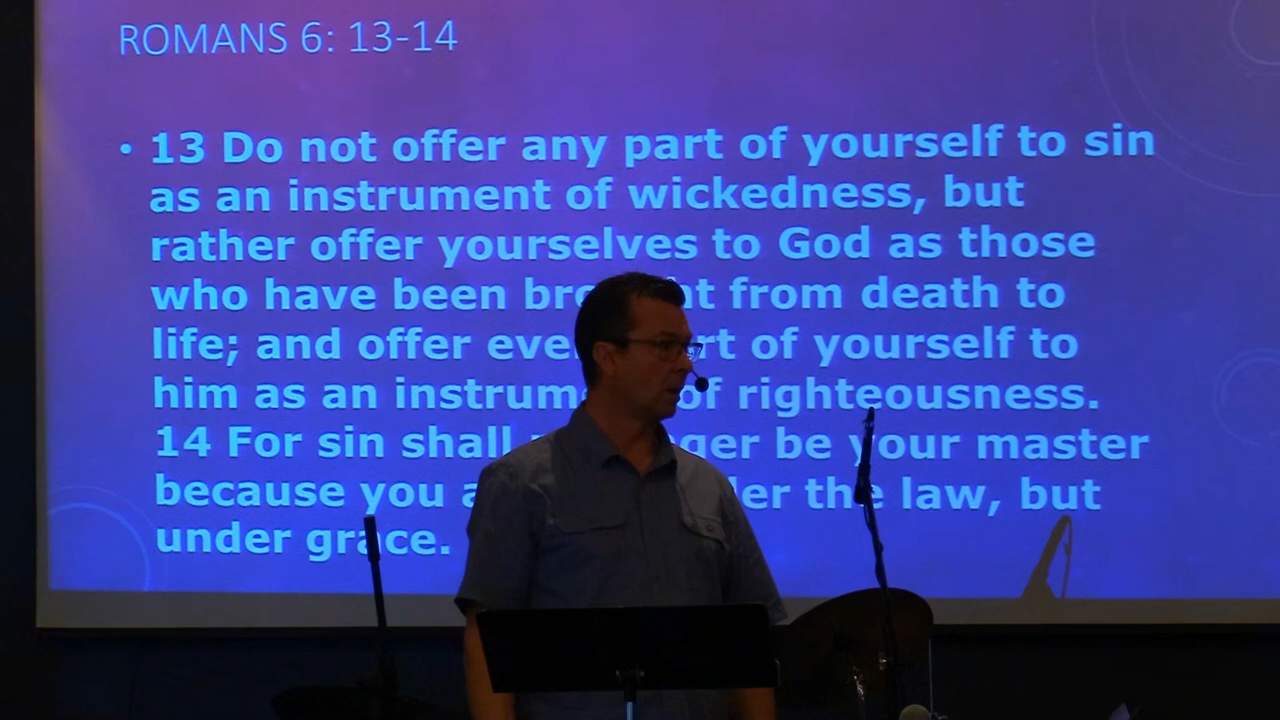 ROMANS 6: 13-14
• 13 Do not offer any part of yourself to sin
as an instrument of wickedness, but
rather offer yourselves to God as those
who have been from death to
life; and offer of yourself to
him as an of righteousness.
14 For sin shall be your master
because you the law, but
under grace.